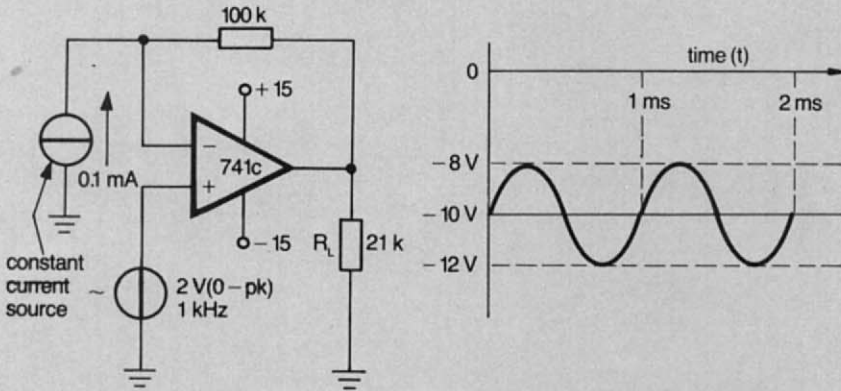 100 k
+ 15
0.1 mA
−
741c
+
− 15
R_L 21 k
constant
current
source
~
2 V(0 – pk)
1 kHz
0
time (t)
1 ms
2 ms
− 8 V
− 10 V
− 12 V